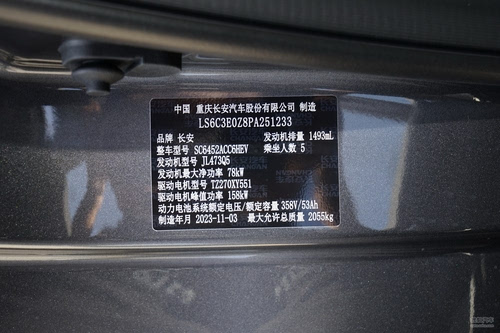 中国 重庆长安汽车股份有限公司 制造
LS6C3E0Z8PA251233
品牌 长安 发动机排量 1493mL
整车型号 SC6452ACC6HEV 乘坐人数 5
发动机型号 JL473Q5
发动机最大净功率 78kW
驱动电机型号 TZ270XY551
驱动电机峰值功率 158kW
动力电池系统额定电压/额定容量 358V/53Ah
制造年月 2023-11-03 最大允许总质量 2055kg